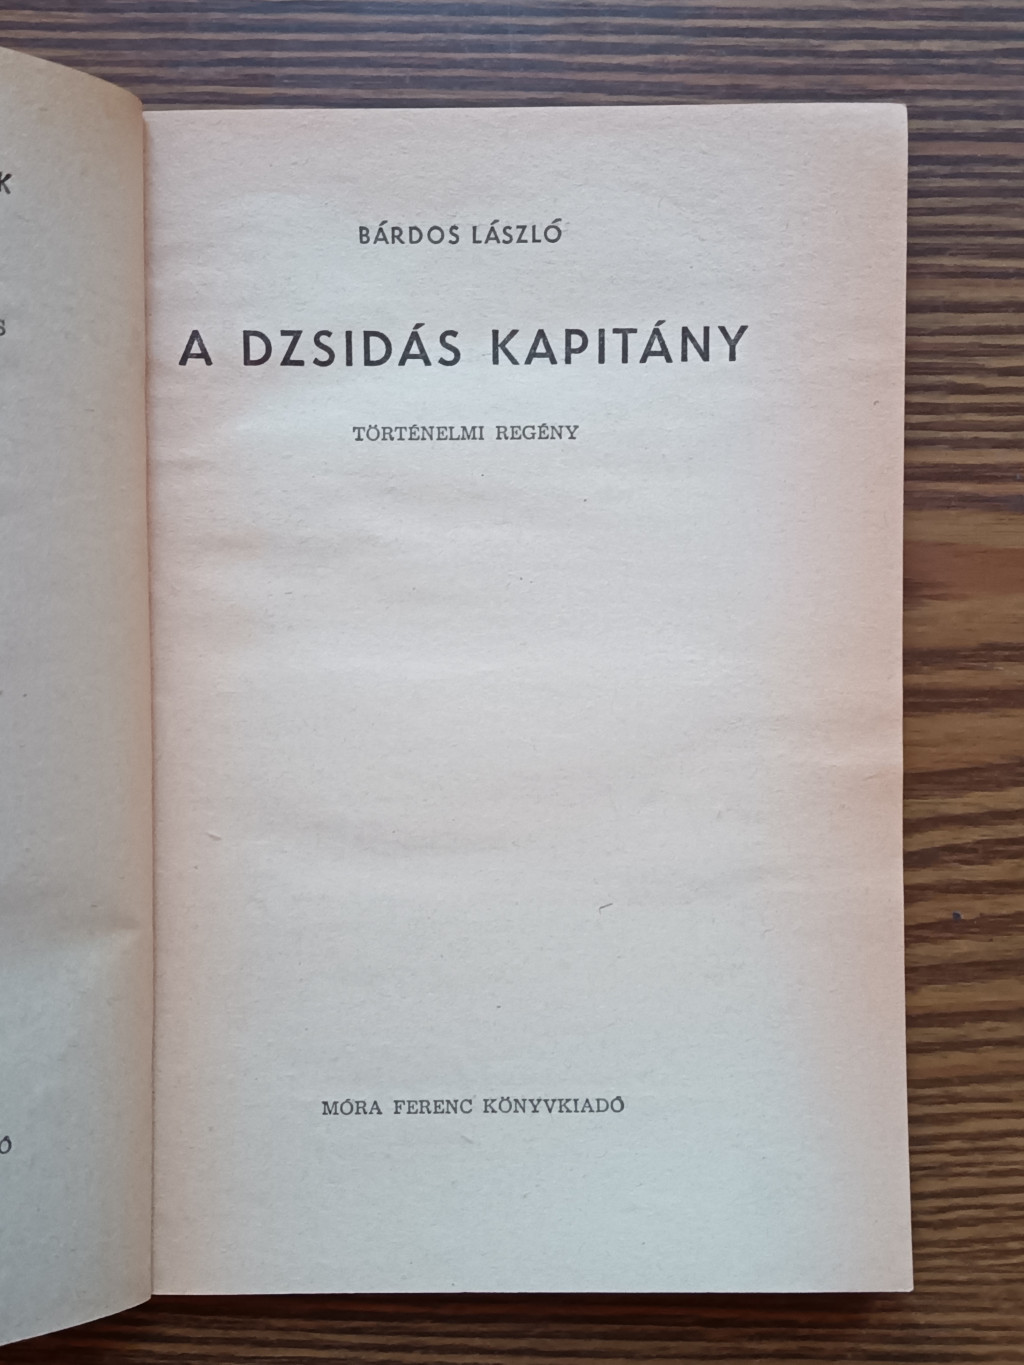 BÁRDOS LÁSZLÓ
A DZSIDÁS KAPITÁNY
TÖRTÉNELMI REGÉNY
MÓRA FERENC KÖNYVKIADÓ